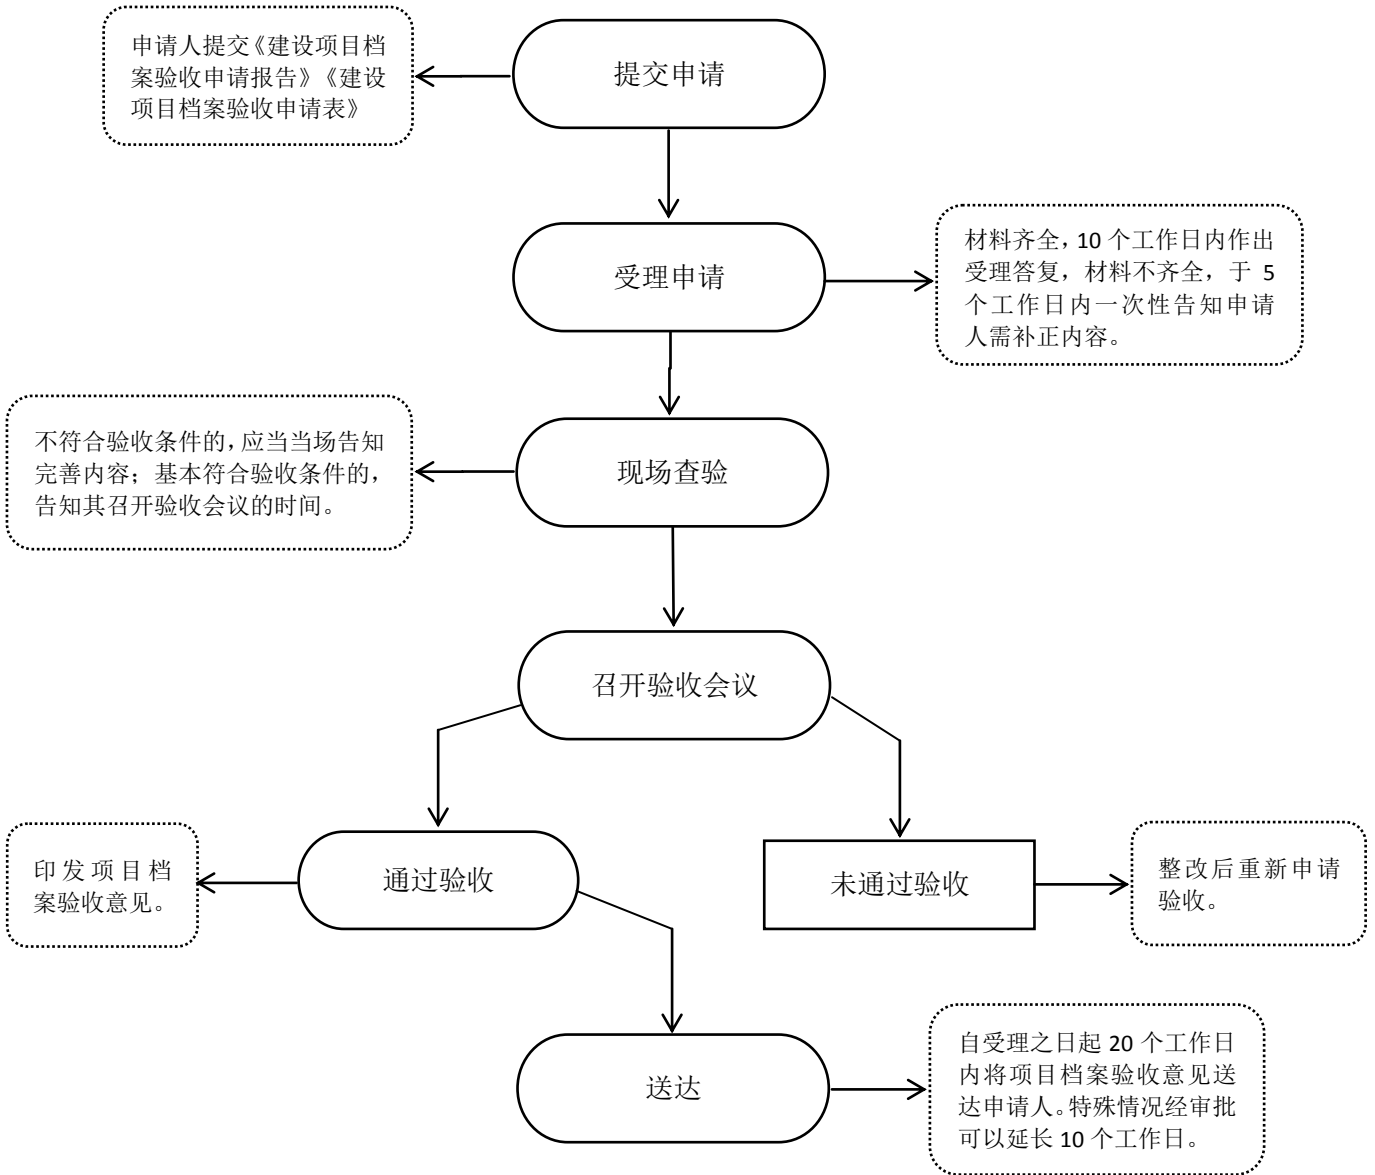 申请人提交《建设项目档
案验收申请报告》《建设
项目档案验收申请表》
提交申请
受理申请
材料齐全，10 个工作日内作出
受理答复，材料不齐全，于 5
个工作日内一次性告知申请
人需补正内容。
不符合验收条件的，应当当场告知
完善内容；基本符合验收条件的，
告知其召开验收会议的时间。
现场查验
召开验收会议
印发项目档
案验收意见。
通过验收
未通过验收
整改后重新申请
验收。
送达
自受理之日起 20 个工作日
内将项目档案验收意见送
达申请人。特殊情况经审批
可以延长 10 个工作日。